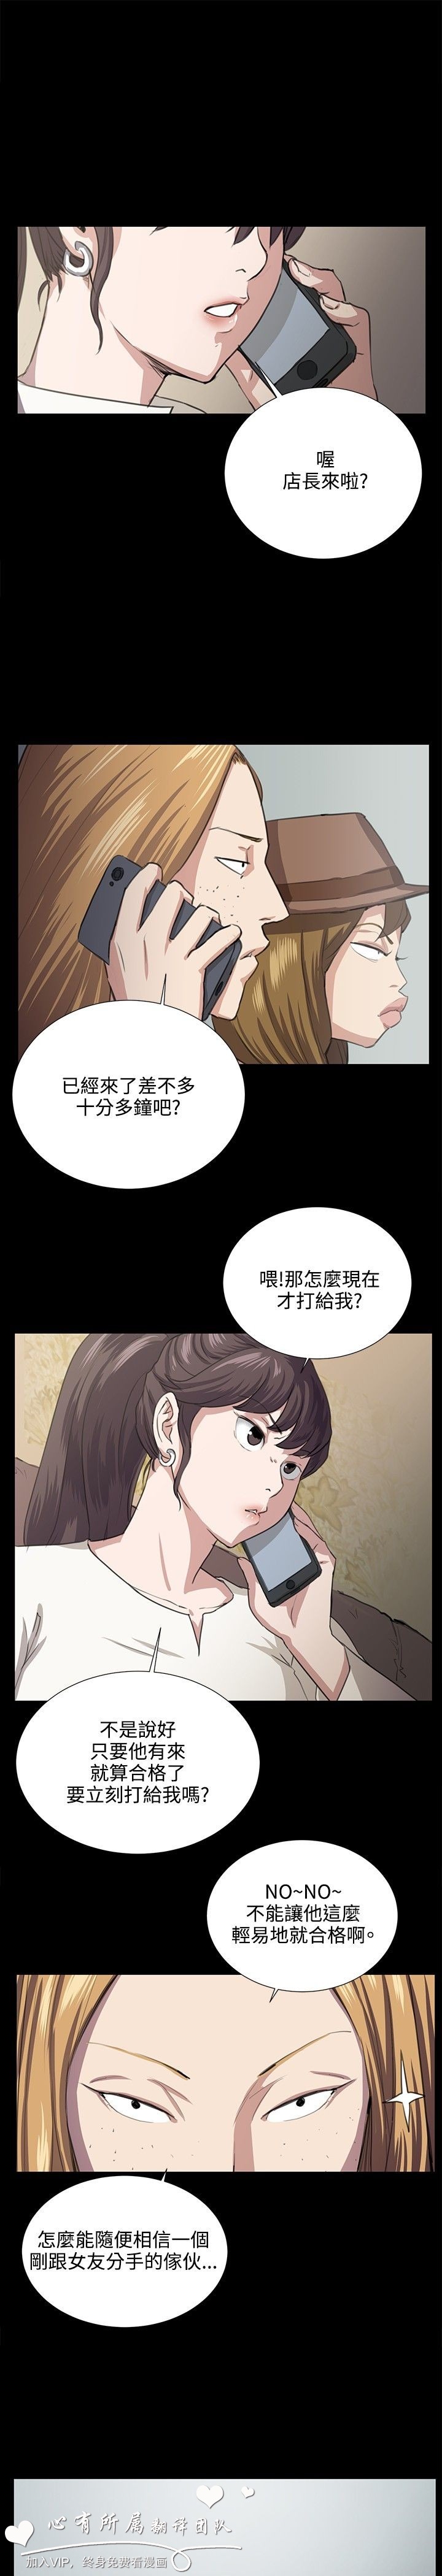 喔
店長來啦?
已經來了差不多
十分多鐘吧?
喂!那怎麼現在
才打給我?
不是說好
只要他有來
就算合格了
要立刻打給我嗎?
NO~NO~
不能讓他這麼
輕易地就合格啊。
怎麼能隨便相信一個
剛跟女友分手的傢伙...
心有所属翻译团队
加入VIP，终身免费看漫画